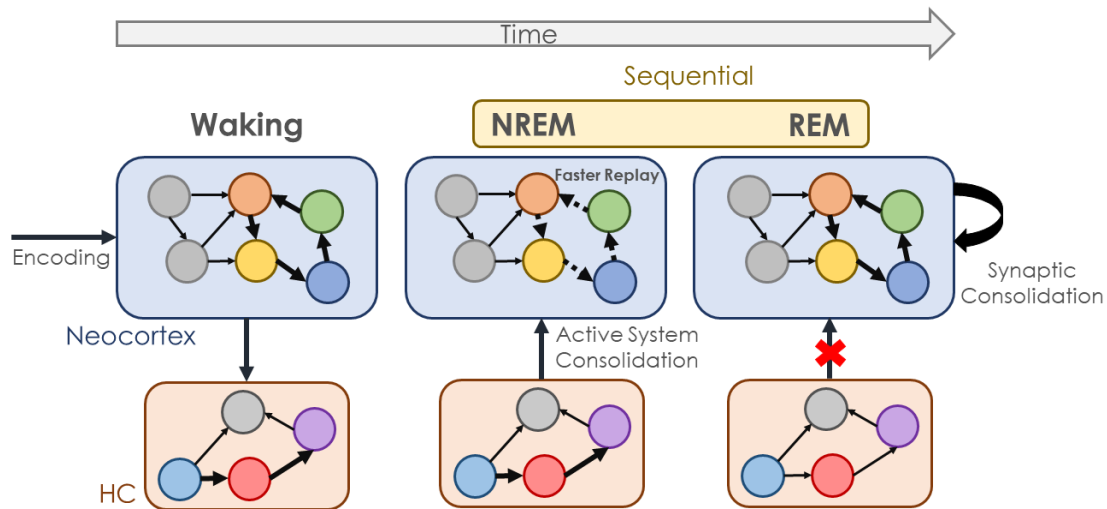 Time
Sequential
Waking
NREM
REM
Faster Replay
Encoding
Synaptic
Consolidation
Neocortex
Active System
Consolidation
HC